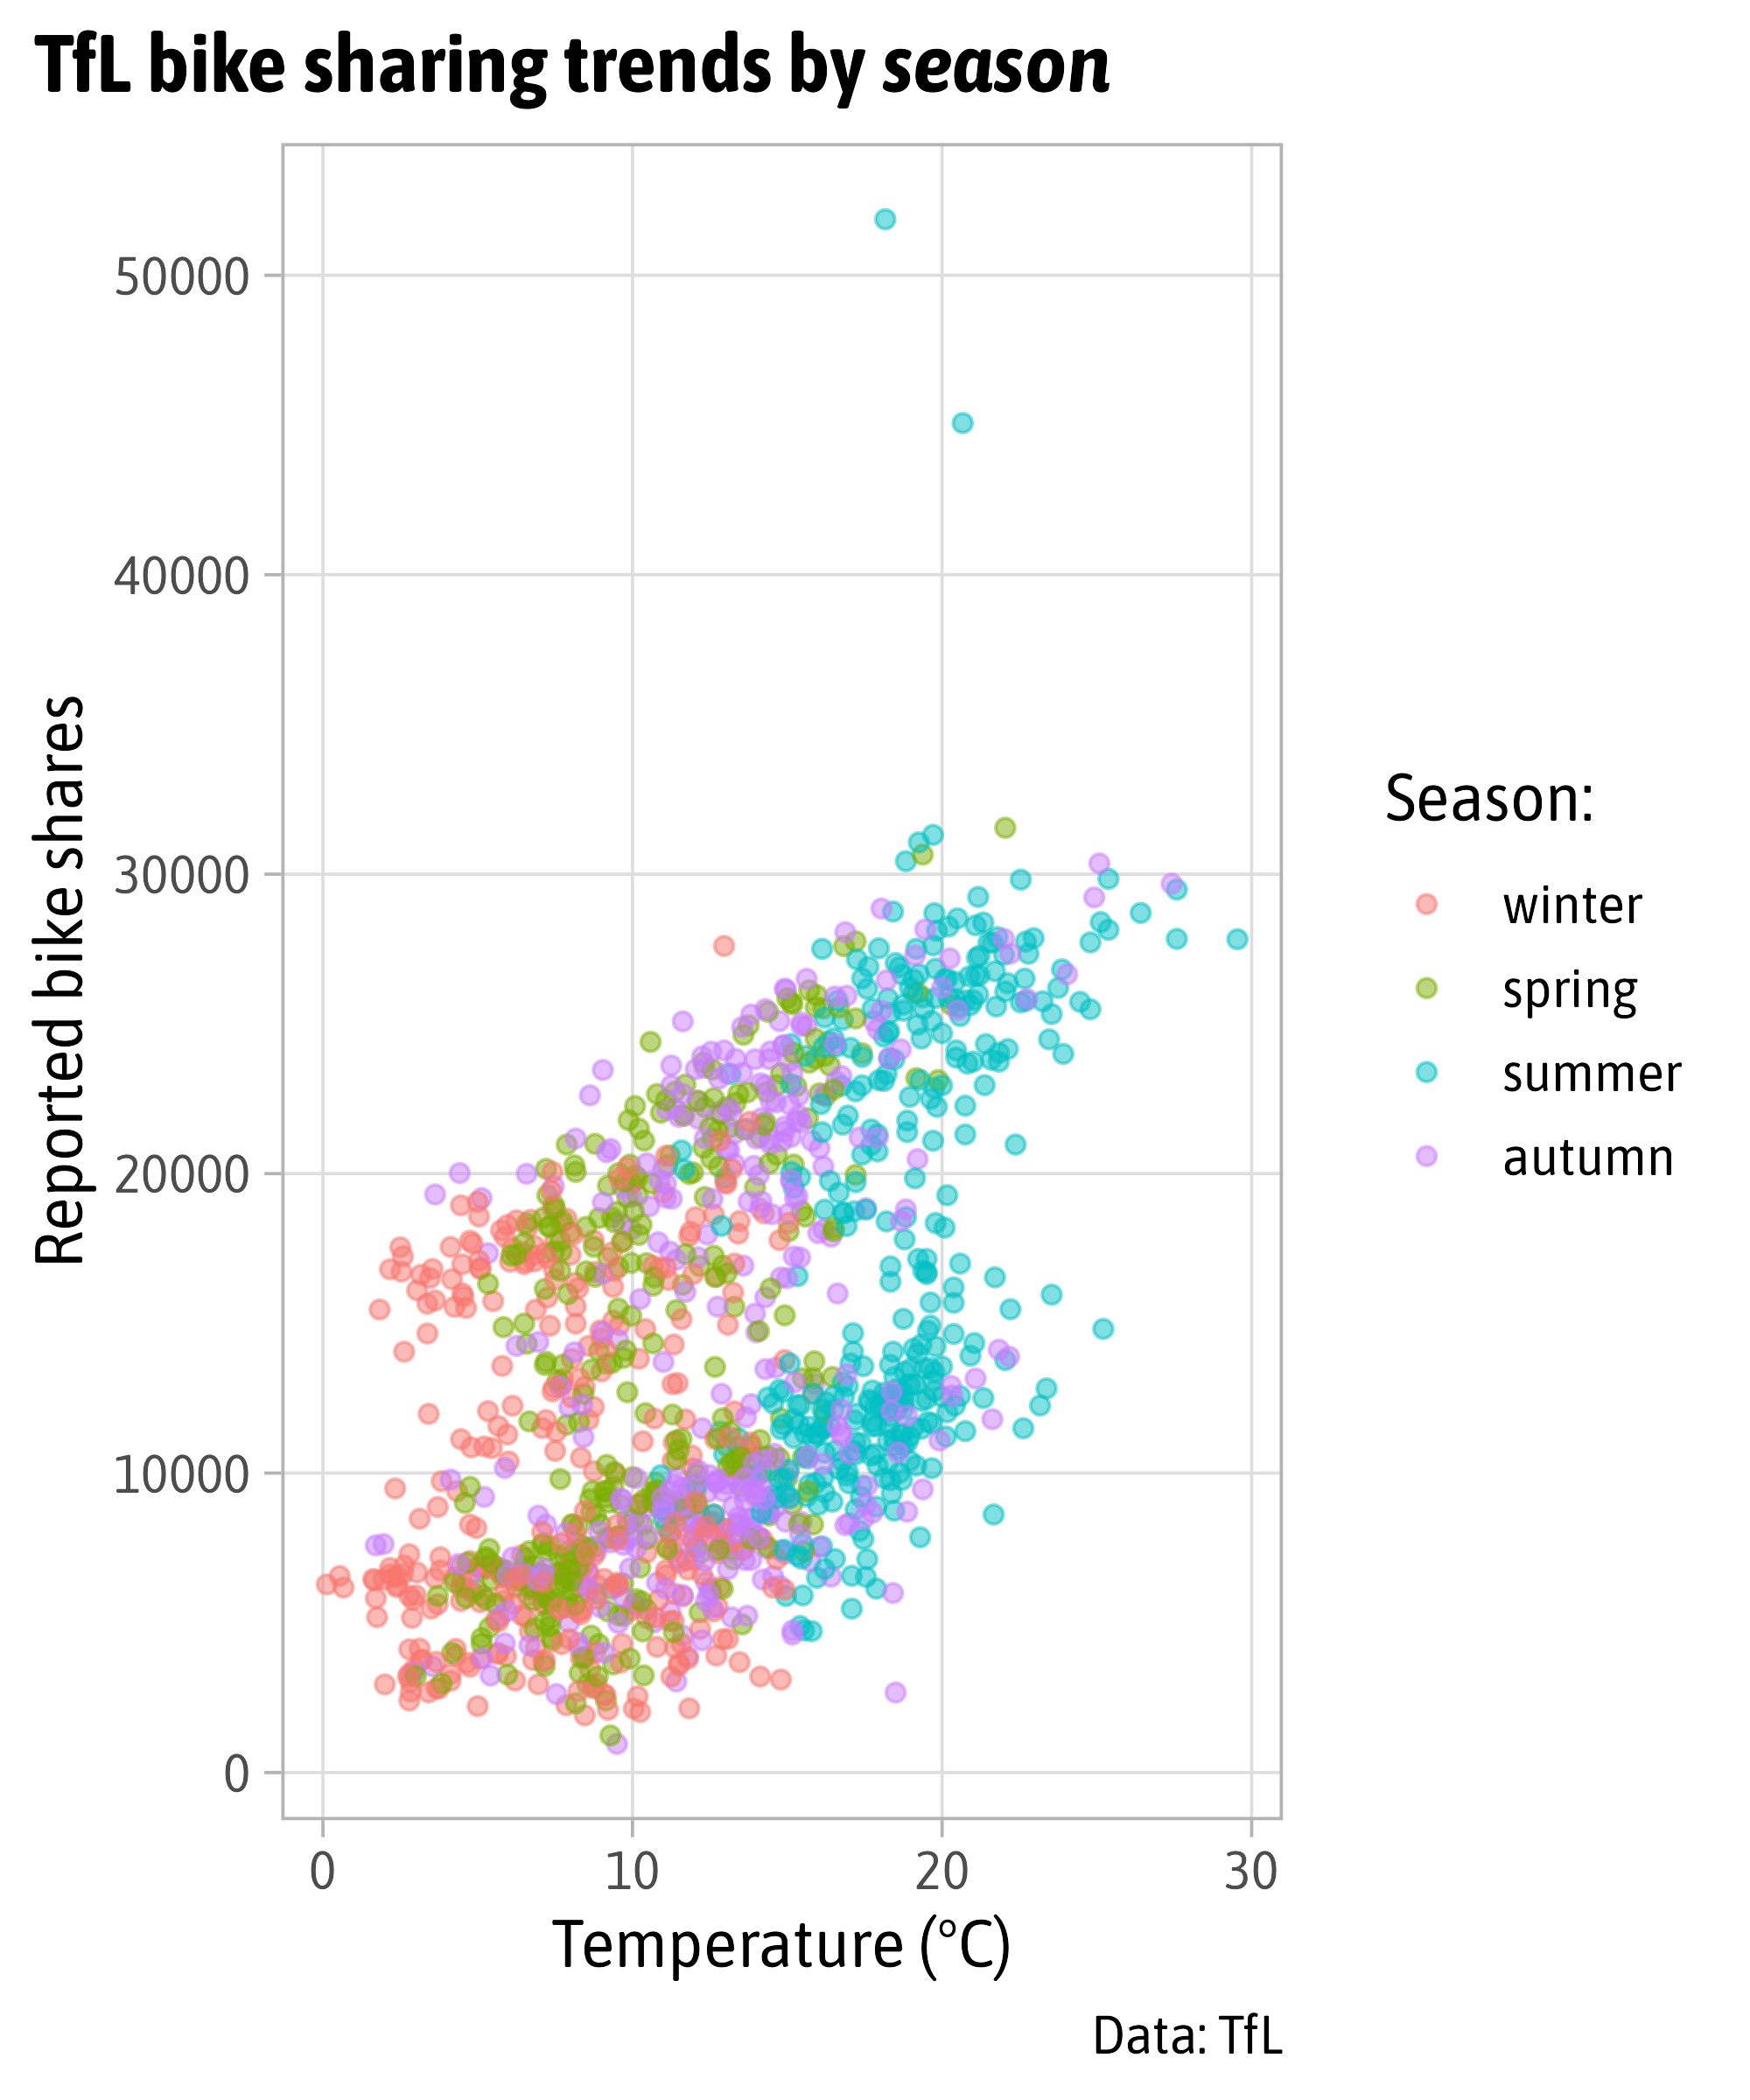 TfL bike sharing trends by season
50000
40000
30000
20000
10000
0
Reported bike shares
0 10 20 30
Temperature (°C)
Season:
winter
spring
summer
autumn
Data: TfL